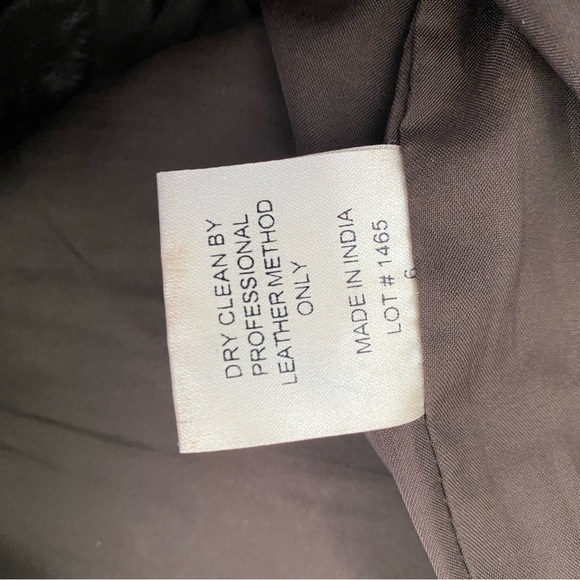 DRY CLEAN BY
PROFESSIONAL
LEATHER METHOD
ONLY
MADE IN INDIA
LOT # 1465
6